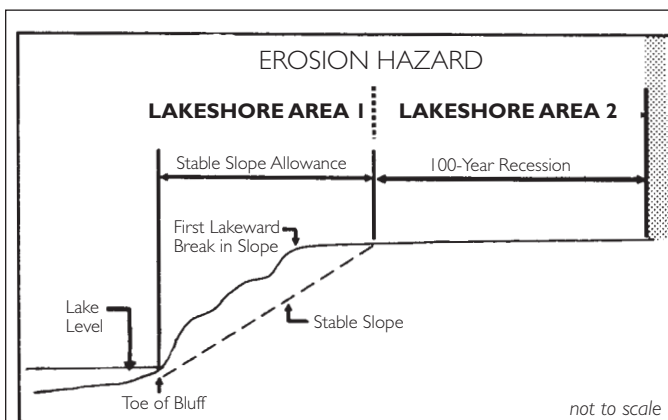 EROSION HAZARD
LAKESHORE AREA 1
LAKESHORE AREA 2
Stable Slope Allowance
100-Year Recession
First Lakeward
Break in Slope
Lake
Level
Stable Slope
Toe of Bluff
not to scale